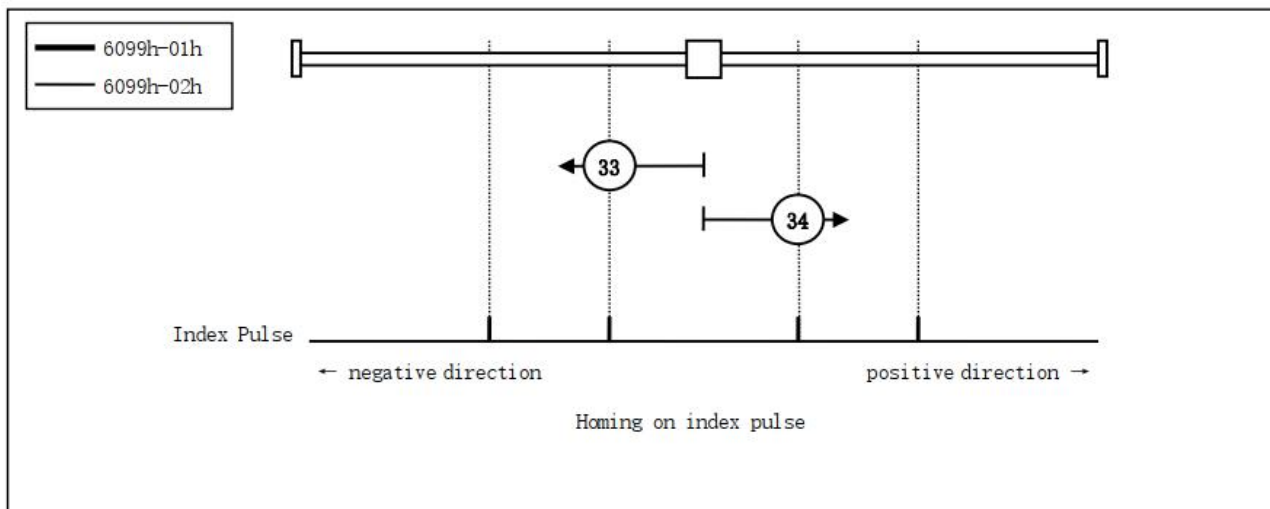 6099h-01h
6099h-02h
33
34
Index Pulse
← negative direction
positive direction →
Homing on index pulse